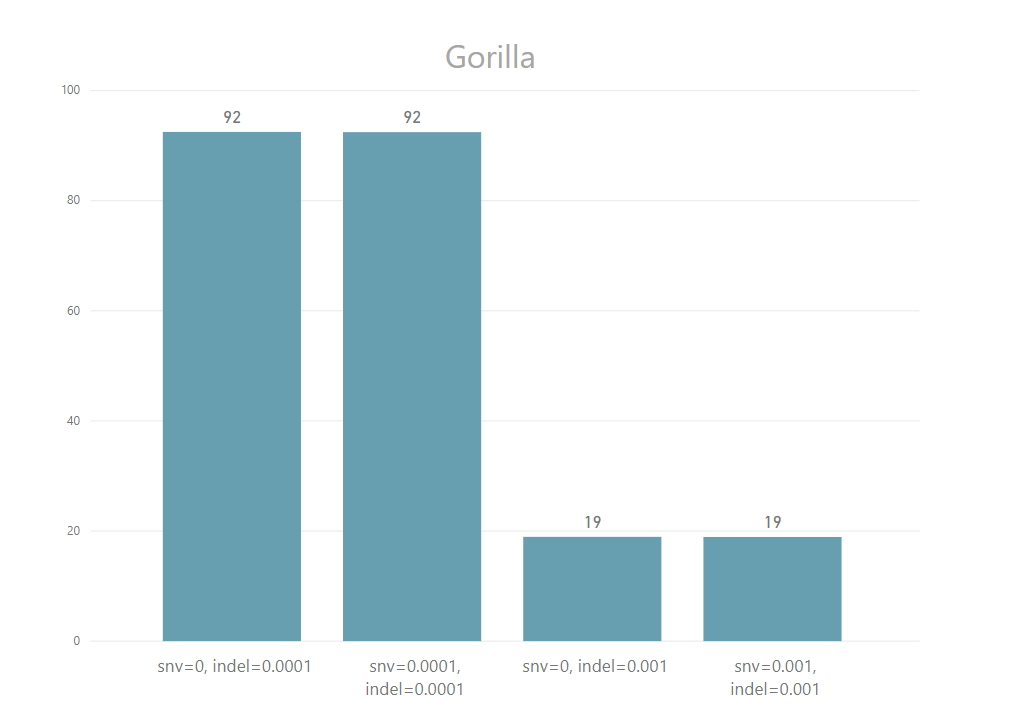 Gorilla
100
92
92
80
60
40
20
19
19
0
snv=0, indel=0.0001
snv=0.0001,
indel=0.0001
snv=0, indel=0.001
snv=0.001,
indel=0.001